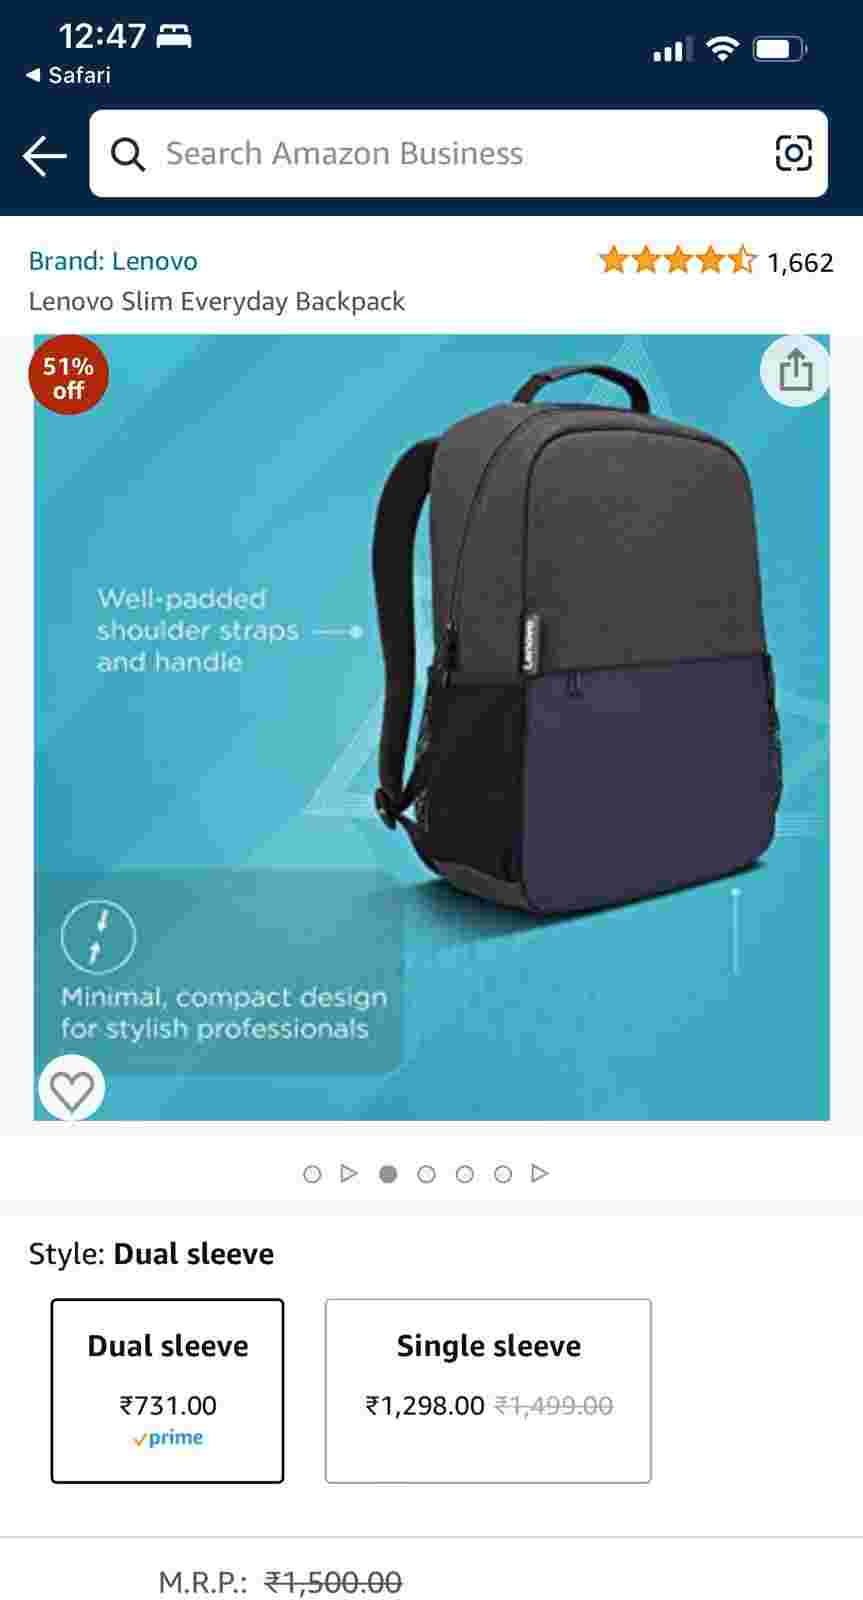 12:47
◀ Safari
Search Amazon Business
Brand: Lenovo
1,662
Lenovo Slim Everyday Backpack
51%
off
Well-padded
shoulder straps
and handle
Lenovo
Minimal, compact design
for stylish professionals
Style: Dual sleeve
Dual sleeve
₹731.00
prime
Single sleeve
₹1,298.00 ₹1,499.00
M.R.P.: ₹1,500.00